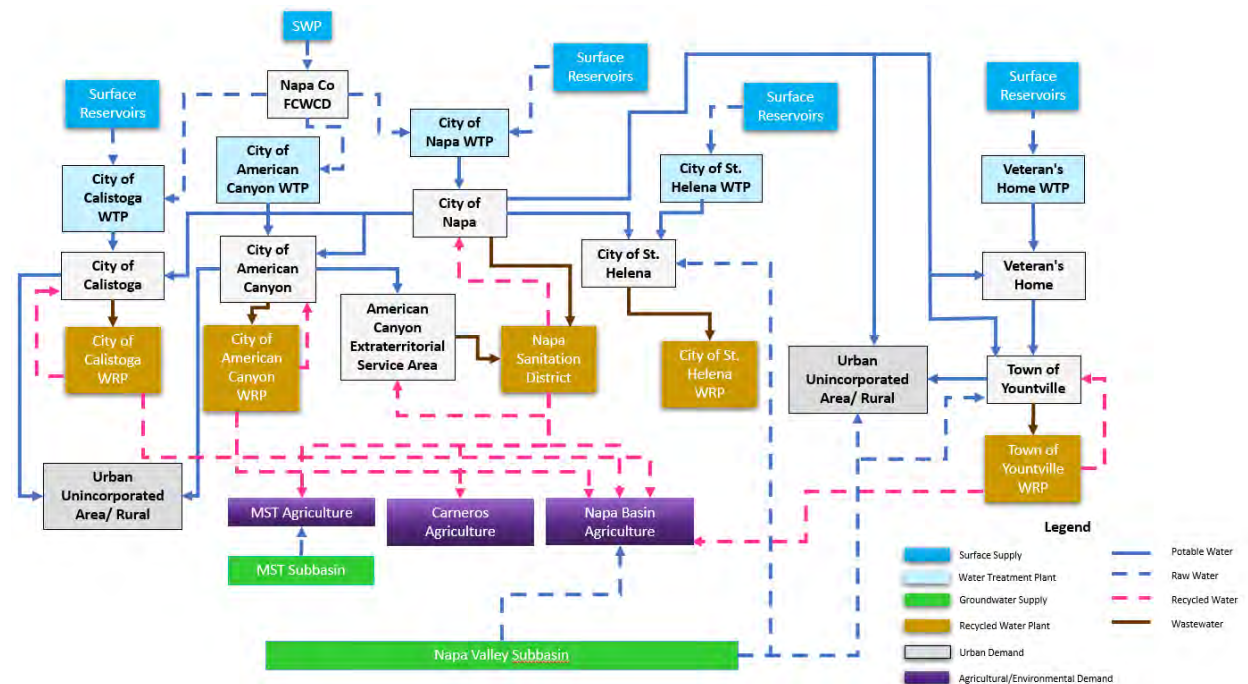 SWP
Surface
Reservoirs
Napa Co
FCWCD
Surface
Reservoirs
Surface
Reservoirs
Surface
Reservoirs
City of
Napa WTP
City of
American
Canyon WTP
City of
Calistoga
WTP
City of St.
Helena WTP
Veteran's
Home WTP
City of
Napa
City of
Calistoga
City of
American
Canyon
City of St.
Helena
Veteran's
Home
American
Canyon
Extraterritorial
Service Area
City of
Calistoga
WRP
City of
American
Canyon
WRP
Napa
Sanitation
District
City of St.
Helena
WRP
Urban
Unincorporated
Area/ Rural
Town of
Yountville
Town of
Yountville
WRP
Urban
Unincorporated
Area/ Rural
MST Agriculture
Carneros
Agriculture
Napa Basin
Agriculture
MST Subbasin
Napa Valley Subbasin
Legend
Surface Supply
Water Treatment Plant
Groundwater Supply
Recycled Water Plant
Urban Demand
Agricultural/Environmental Demand
Potable Water
Raw Water
Recycled Water
Wastewater